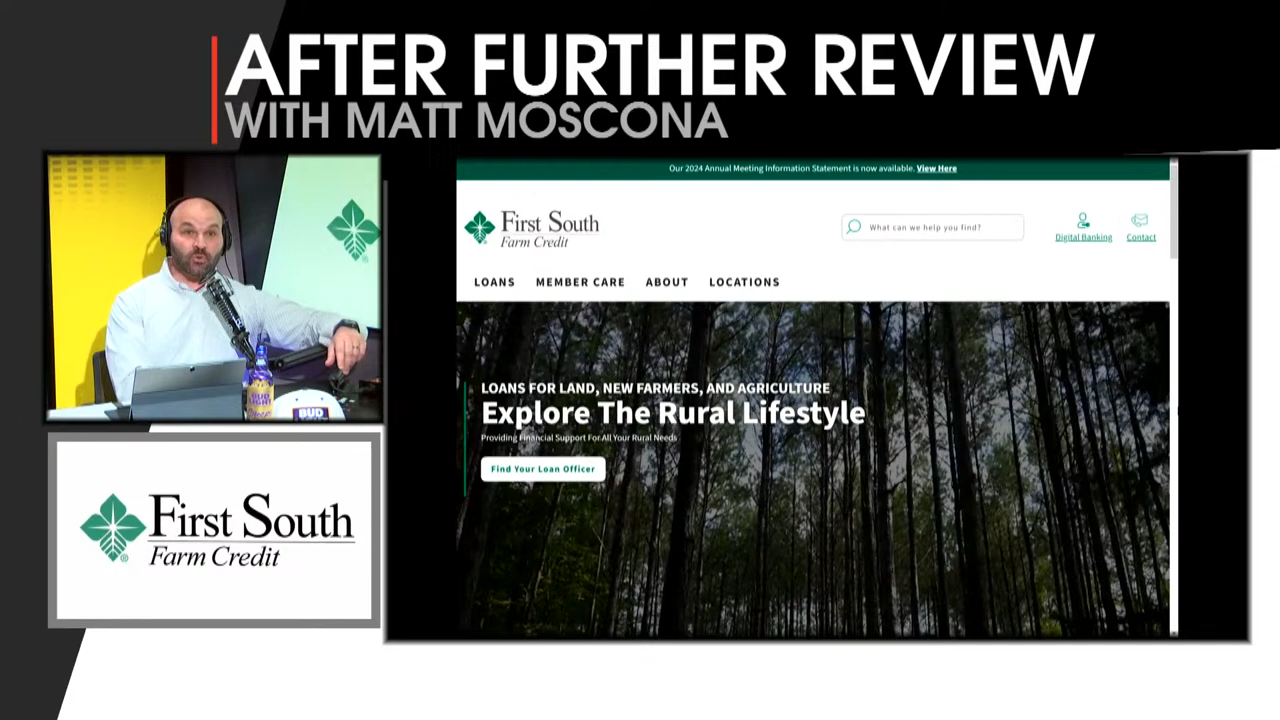 AFTER FURTHER REVIEW
WITH MATT MOSCONA
Our 2024 Annual Meeting Information Statement is now available. View Here
First South
Farm Credit
What can we help you find?
Digital Banking
Contact
LOANS MEMBER CARE ABOUT LOCATIONS
LOANS FOR LAND, NEW FARMERS, AND AGRICULTURE
Explore The Rural Lifestyle
Providing Financial Support For All Your Rural Needs
Find Your Loan Officer
BUD LIGHT
BUD
First South
Farm Credit